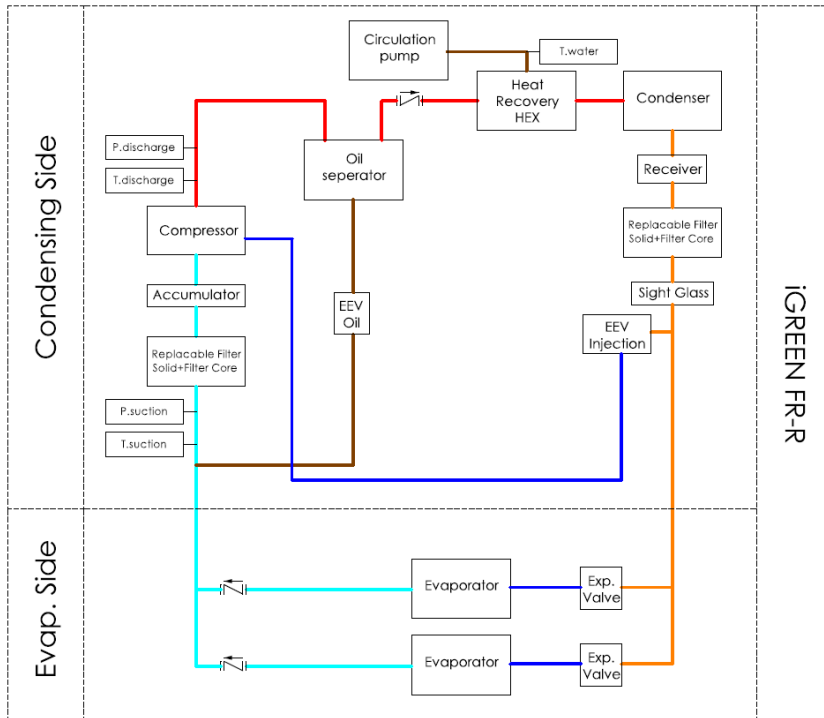 Condensing Side
Evap. Side
iGREEN FR-R
Circulation
pump
T.water
Heat
Recovery
HEX
Condenser
P.discharge
T.discharge
Oil
seperator
Receiver
Compressor
Replacable Filter
Solid+Filter Core
Accumulator
EEV
Oil
Sight Glass
EEV
Injection
Replacable Filter
Solid+Filter Core
P.suction
T.suction
Evaporator
Exp.
Valve
Evaporator
Exp.
Valve